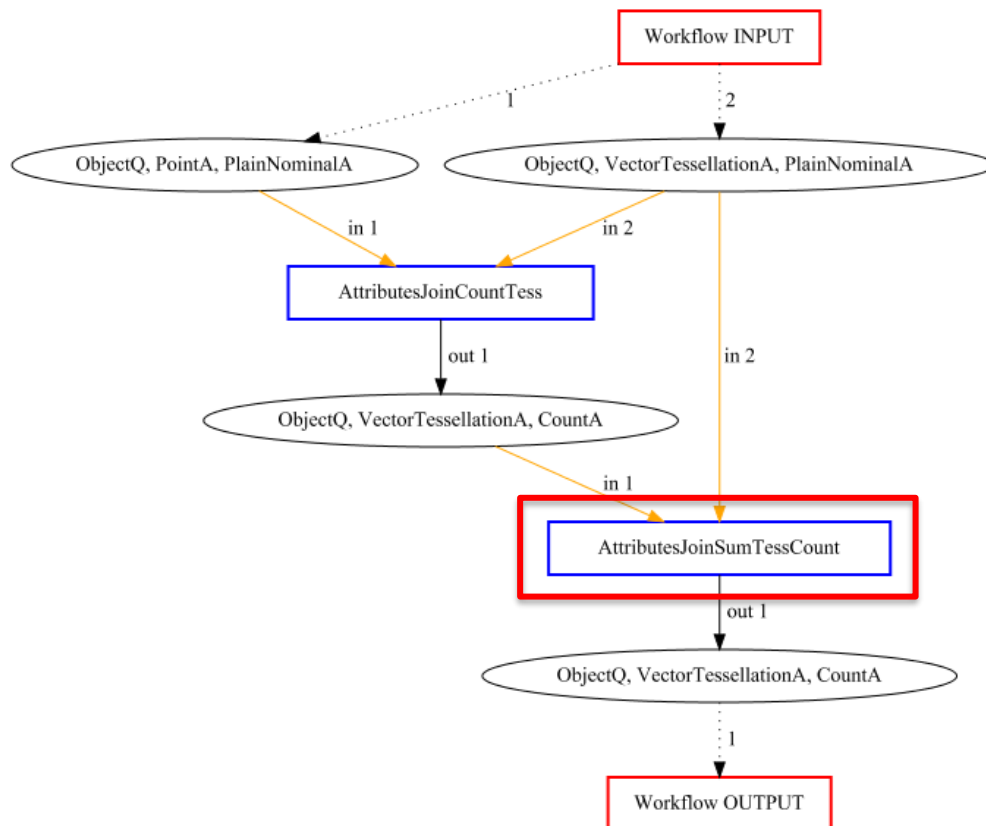 Workflow INPUT
1
2
ObjectQ, PointA, PlainNominalA
ObjectQ, VectorTessellationA, PlainNominalA
in 1
in 2
AttributesJoinCountTess
out 1
in 2
ObjectQ, VectorTessellationA, CountA
in 1
AttributesJoinSumTessCount
out 1
ObjectQ, VectorTessellationA, CountA
1
Workflow OUTPUT